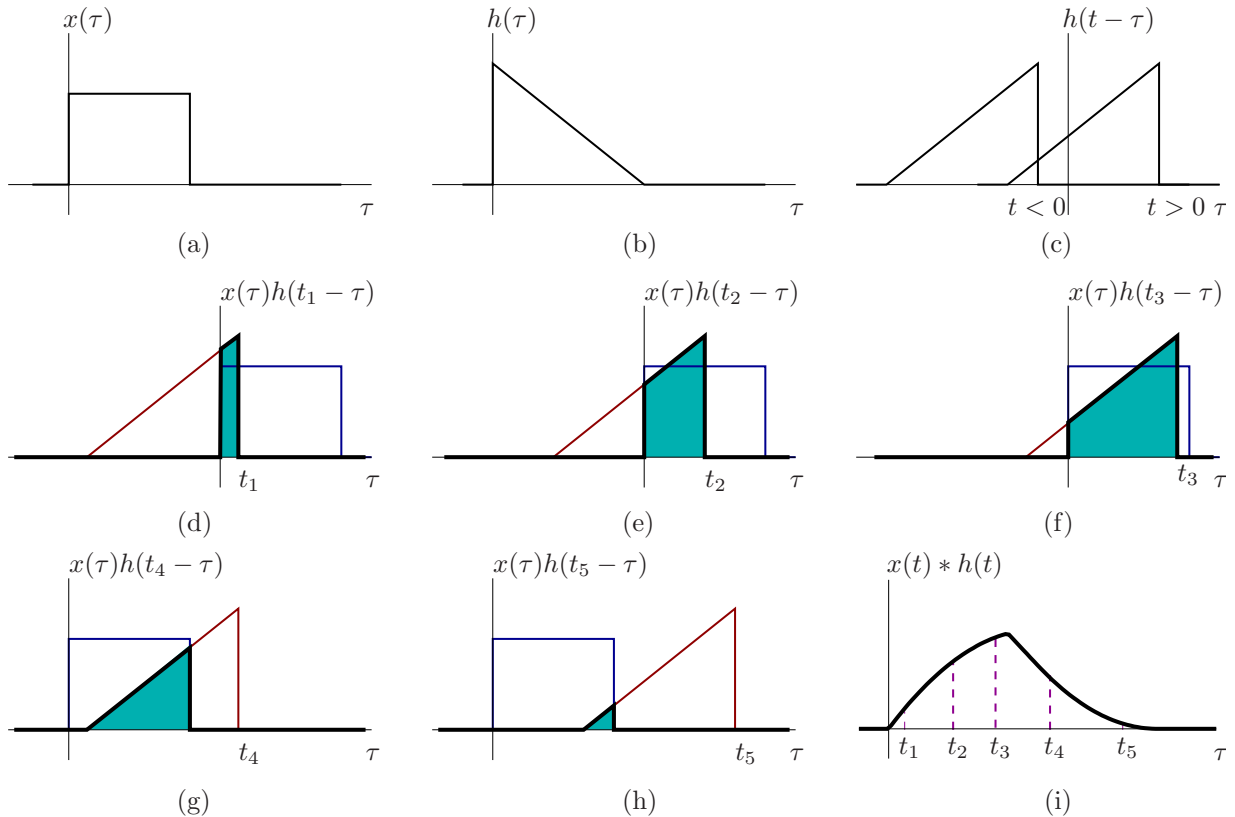 x(τ)
h(τ)
h(t − τ)
τ
τ
t < 0
t > 0 τ
(a)
(b)
(c)
x(τ)h(t₁ − τ)
x(τ)h(t₂ − τ)
x(τ)h(t₃ − τ)
t₁
τ
t₂
τ
t₃
τ
(d)
(e)
(f)
x(τ)h(t₄ − τ)
x(τ)h(t₅ − τ)
x(t) ∗ h(t)
t₄
τ
t₅
τ
t₁
t₂
t₃
t₄
t₅
τ
(g)
(h)
(i)